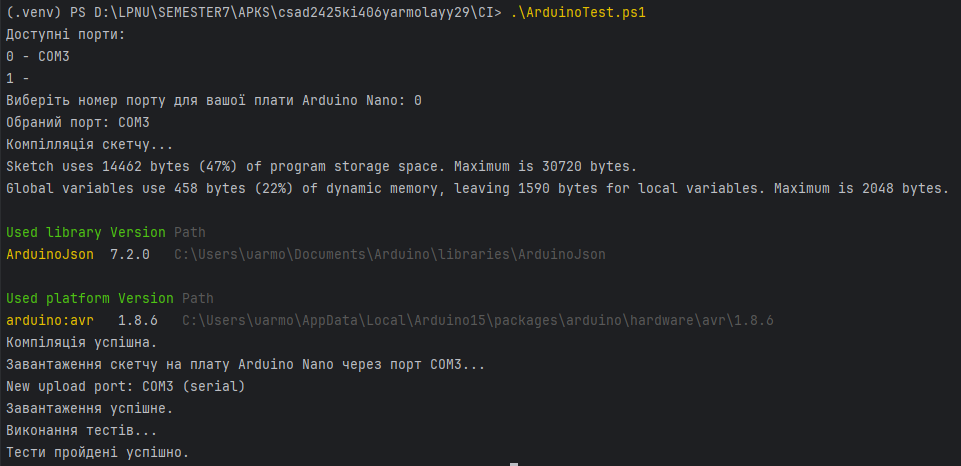 (.venv) PS D:\LPNU\SEMESTER7\APKS\csad2425ki406yarmolayy29\CI> .\ArduinoTest.ps1
Доступні порти:
0 - COM3
1 -
Виберіть номер порту для вашої плати Arduino Nano: 0
Обраний порт: COM3
Компілляція скетчу...
Sketch uses 14462 bytes (47%) of program storage space. Maximum is 30720 bytes.
Global variables use 458 bytes (22%) of dynamic memory, leaving 1590 bytes for local variables. Maximum is 2048 bytes.
Used library Version Path
ArduinoJson 7.2.0 C:\Users\uarmo\Documents\Arduino\libraries\ArduinoJson
Used platform Version Path
arduino:avr 1.8.6 C:\Users\uarmo\AppData\Local\Arduino15\packages\arduino\hardware\avr\1.8.6
Компіляція успішна.
Завантаження скетчу на плату Arduino Nano через порт COM3...
New upload port: COM3 (serial)
Завантаження успішне.
Виконання тестів...
Тести пройдені успішно.